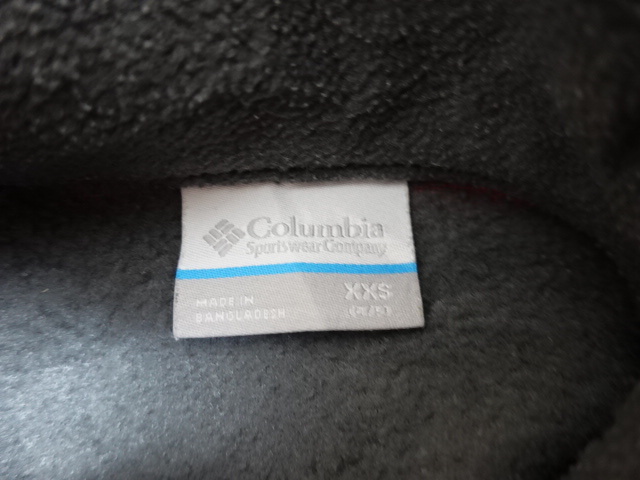 Columbia
Sportswear Company
XXS
MADE IN
BANGLADESH